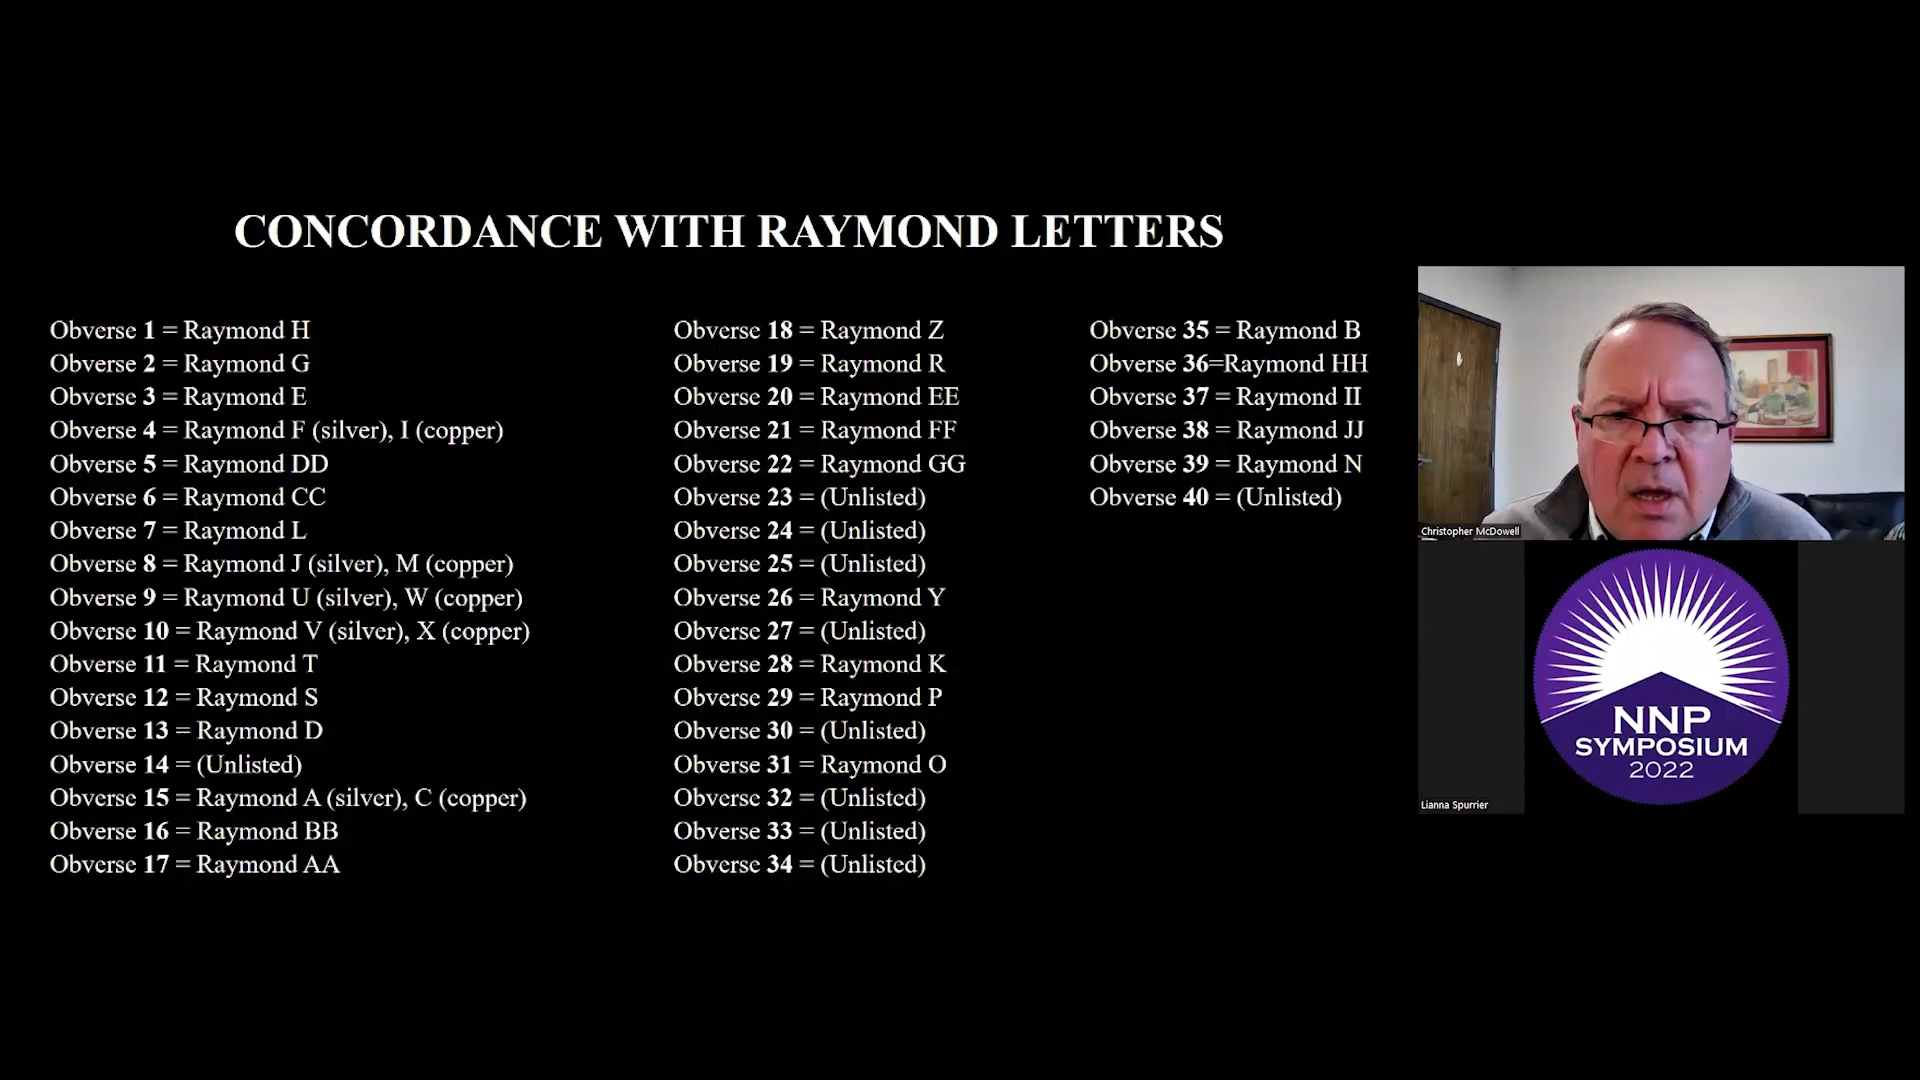 CONCORDANCE WITH RAYMOND LETTERS
Obverse 1 = Raymond H
Obverse 2 = Raymond G
Obverse 3 = Raymond E
Obverse 4 = Raymond F (silver), I (copper)
Obverse 5 = Raymond DD
Obverse 6 = Raymond CC
Obverse 7 = Raymond L
Obverse 8 = Raymond J (silver), M (copper)
Obverse 9 = Raymond U (silver), W (copper)
Obverse 10 = Raymond V (silver), X (copper)
Obverse 11 = Raymond T
Obverse 12 = Raymond S
Obverse 13 = Raymond D
Obverse 14 = (Unlisted)
Obverse 15 = Raymond A (silver), C (copper)
Obverse 16 = Raymond BB
Obverse 17 = Raymond AA
Obverse 18 = Raymond Z
Obverse 19 = Raymond R
Obverse 20 = Raymond EE
Obverse 21 = Raymond FF
Obverse 22 = Raymond GG
Obverse 23 = (Unlisted)
Obverse 24 = (Unlisted)
Obverse 25 = (Unlisted)
Obverse 26 = Raymond Y
Obverse 27 = (Unlisted)
Obverse 28 = Raymond K
Obverse 29 = Raymond P
Obverse 30 = (Unlisted)
Obverse 31 = Raymond O
Obverse 32 = (Unlisted)
Obverse 33 = (Unlisted)
Obverse 34 = (Unlisted)
Obverse 35 = Raymond B
Obverse 36=Raymond HH
Obverse 37 = Raymond II
Obverse 38 = Raymond JJ
Obverse 39 = Raymond N
Obverse 40 = (Unlisted)
Christopher McDowell
NNP
SYMPOSIUM
2022
Lianna Spurrier